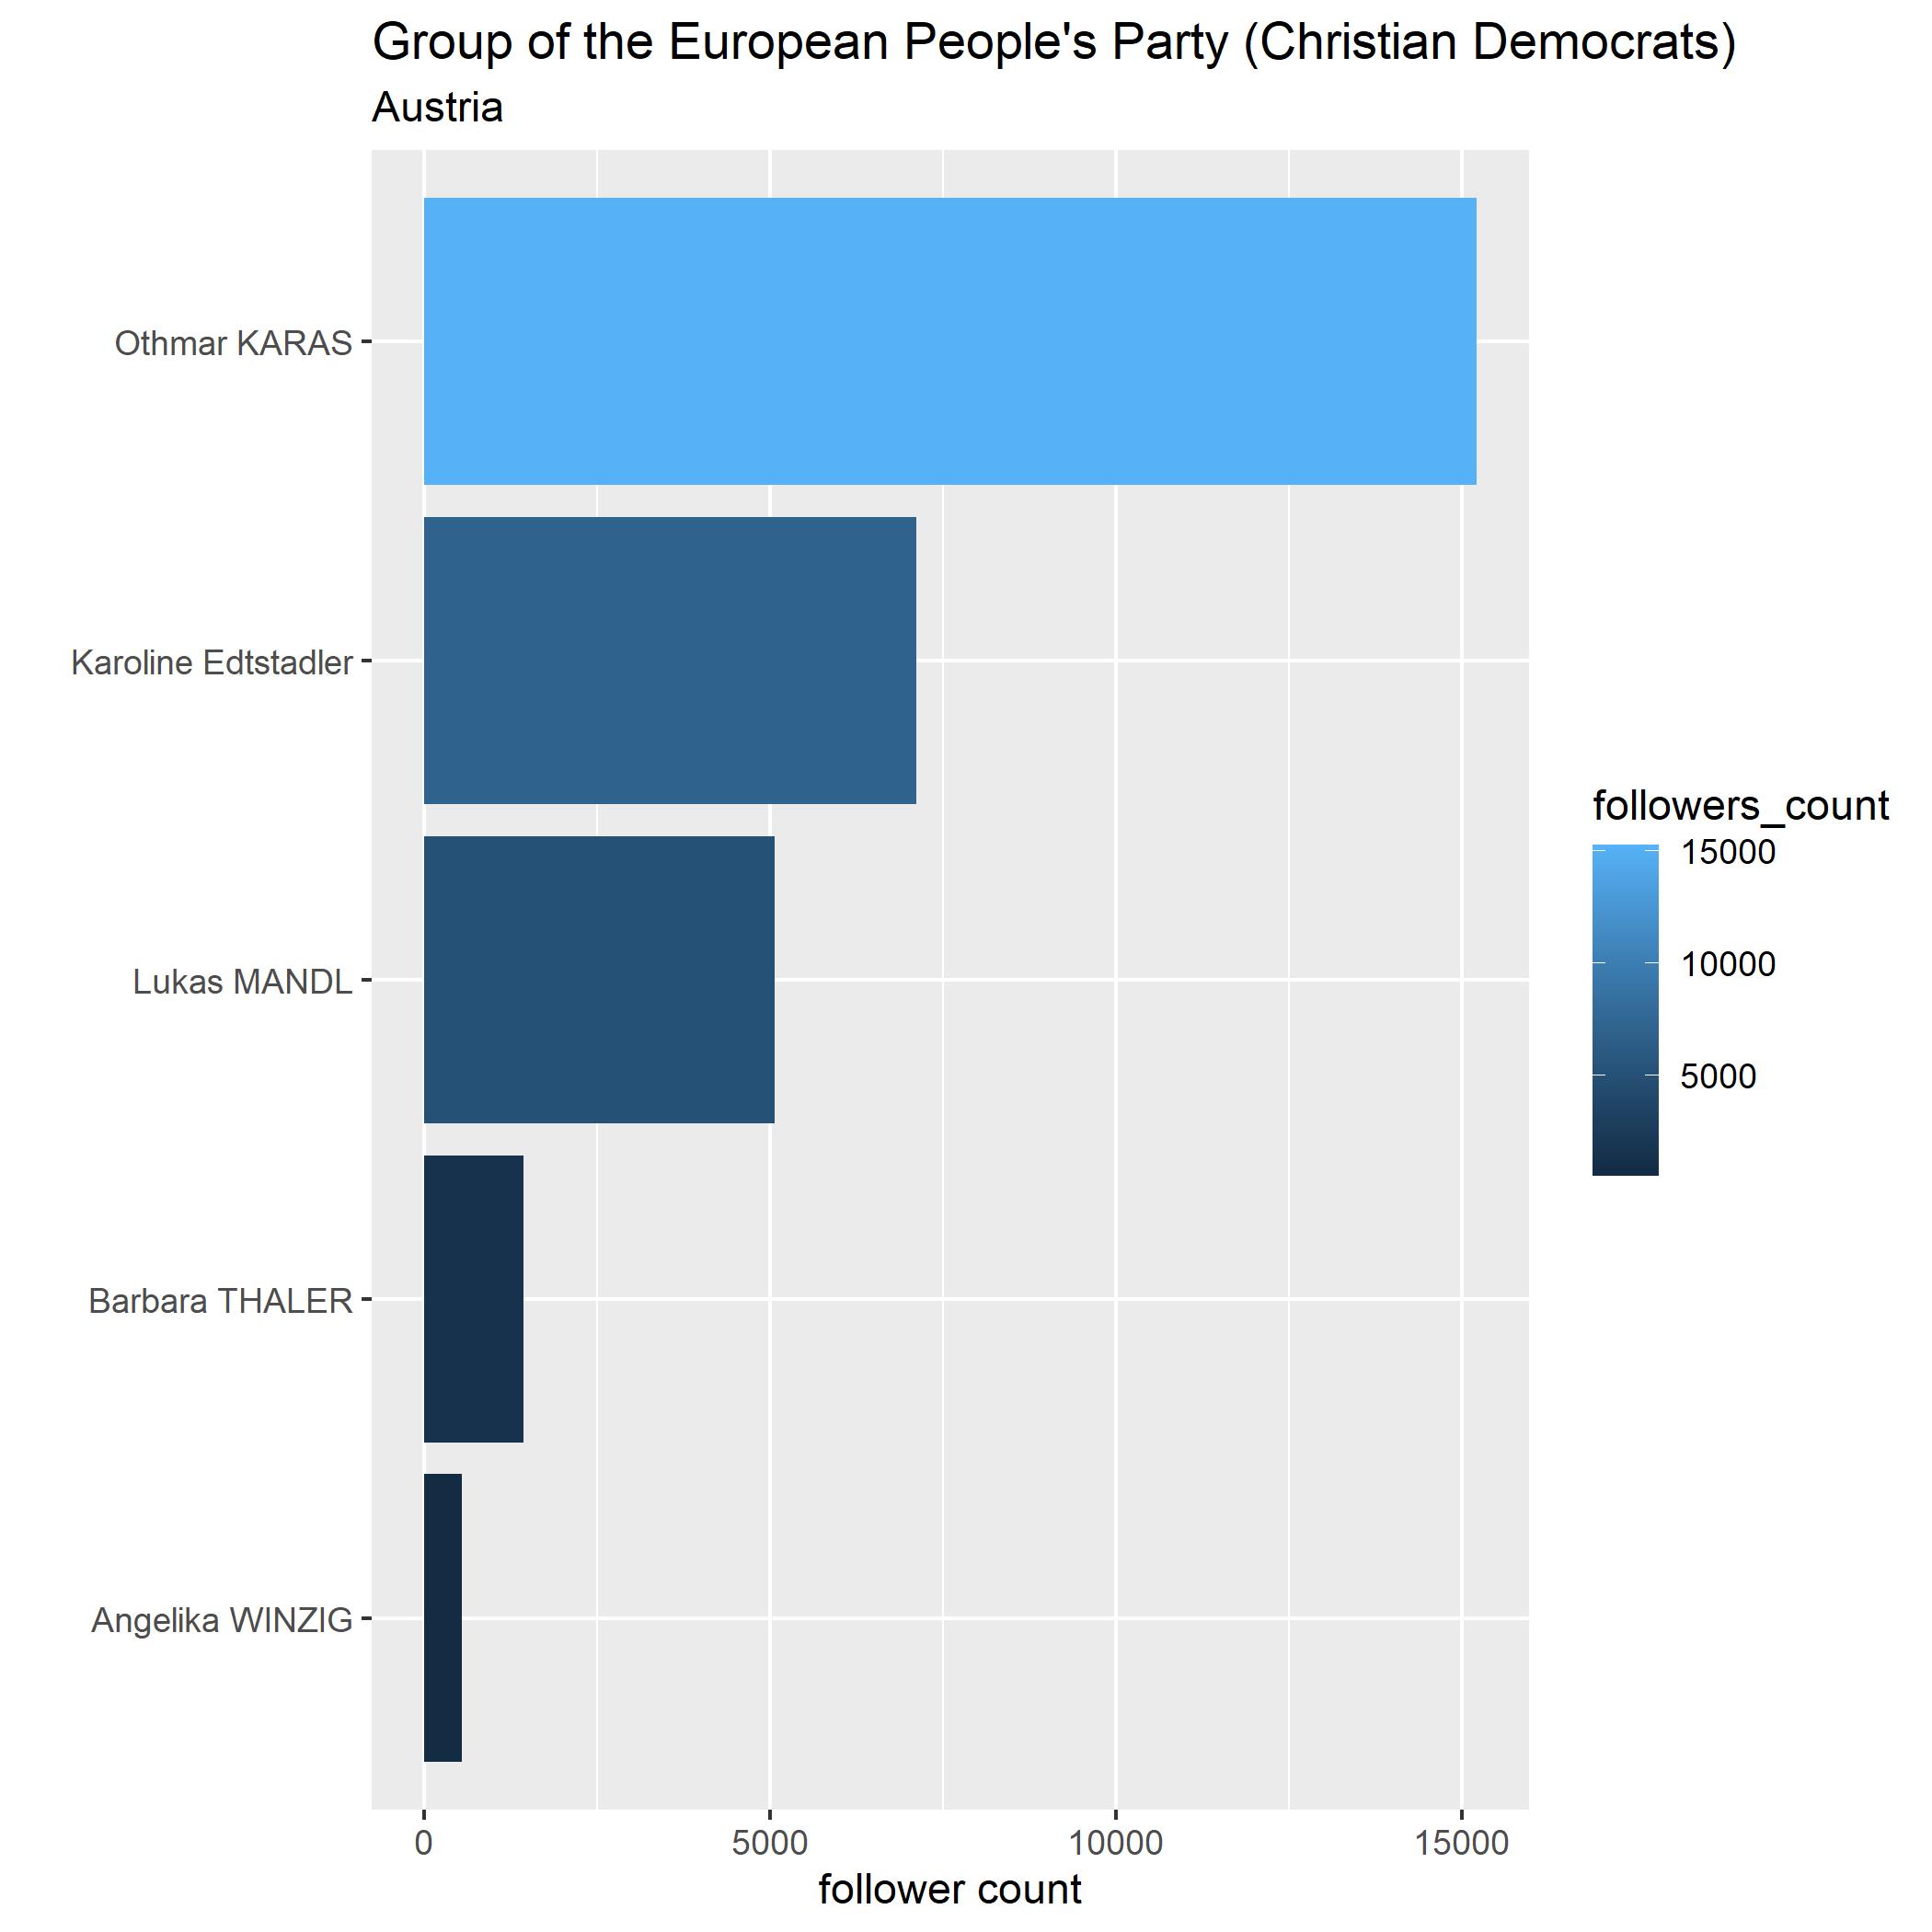 Group of the European People's Party (Christian Democrats)
Austria
Othmar KARAS
Karoline Edtstadler
Lukas MANDL
Barbara THALER
Angelika WINZIG
0 5000 10000 15000
follower count
followers_count
15000
10000
5000